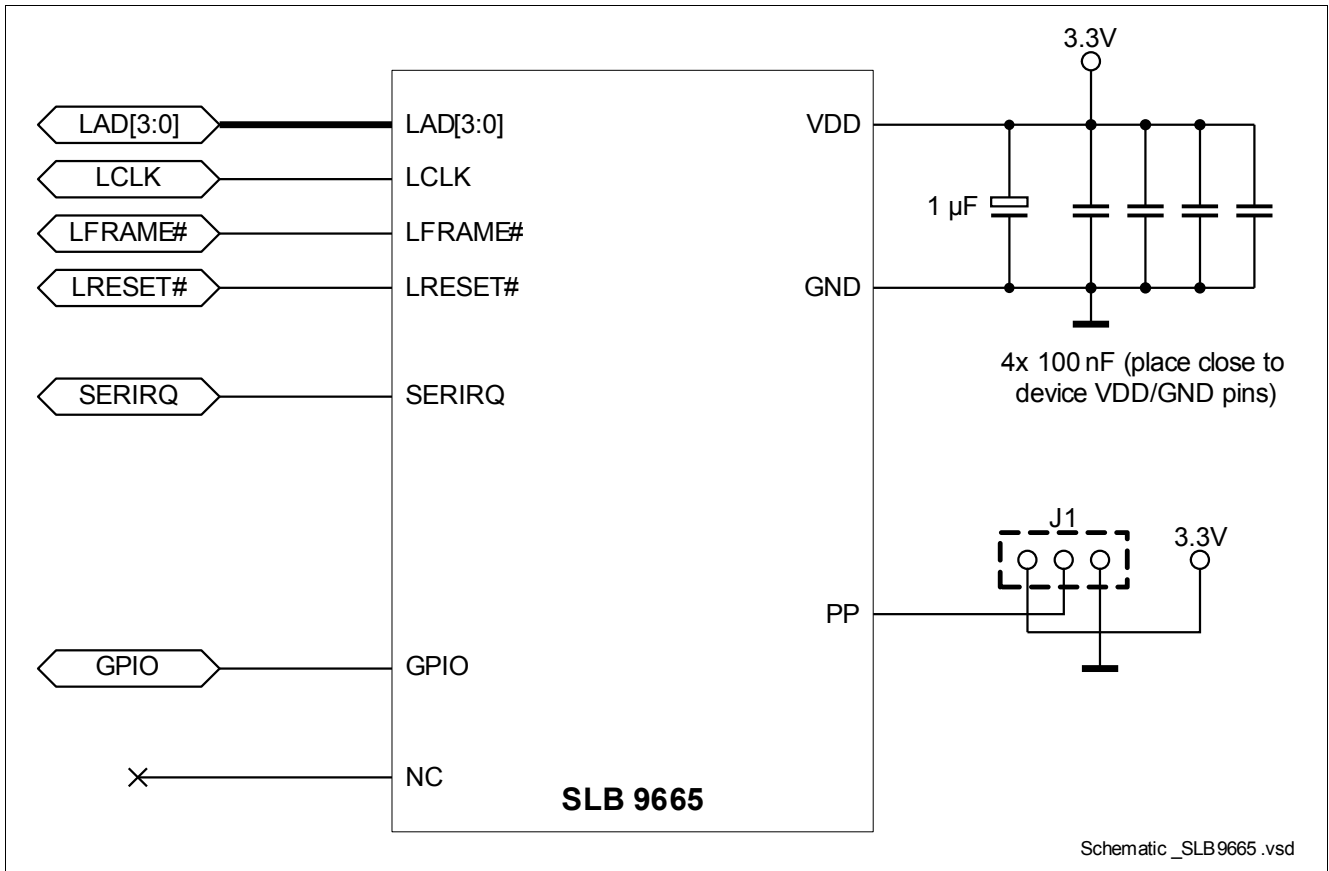 3.3V
LAD[3:0]
LAD[3:0]
VDD
LCLK
LCLK
1 µF
LFRAME#
LFRAME#
LRESET#
LRESET#
GND
4x 100 nF (place close to
device VDD/GND pins)
SERIRQ
SERIRQ
J1
3.3V
PP
GPIO
GPIO
NC
SLB 9665
Schematic _SLB9665 .vsd